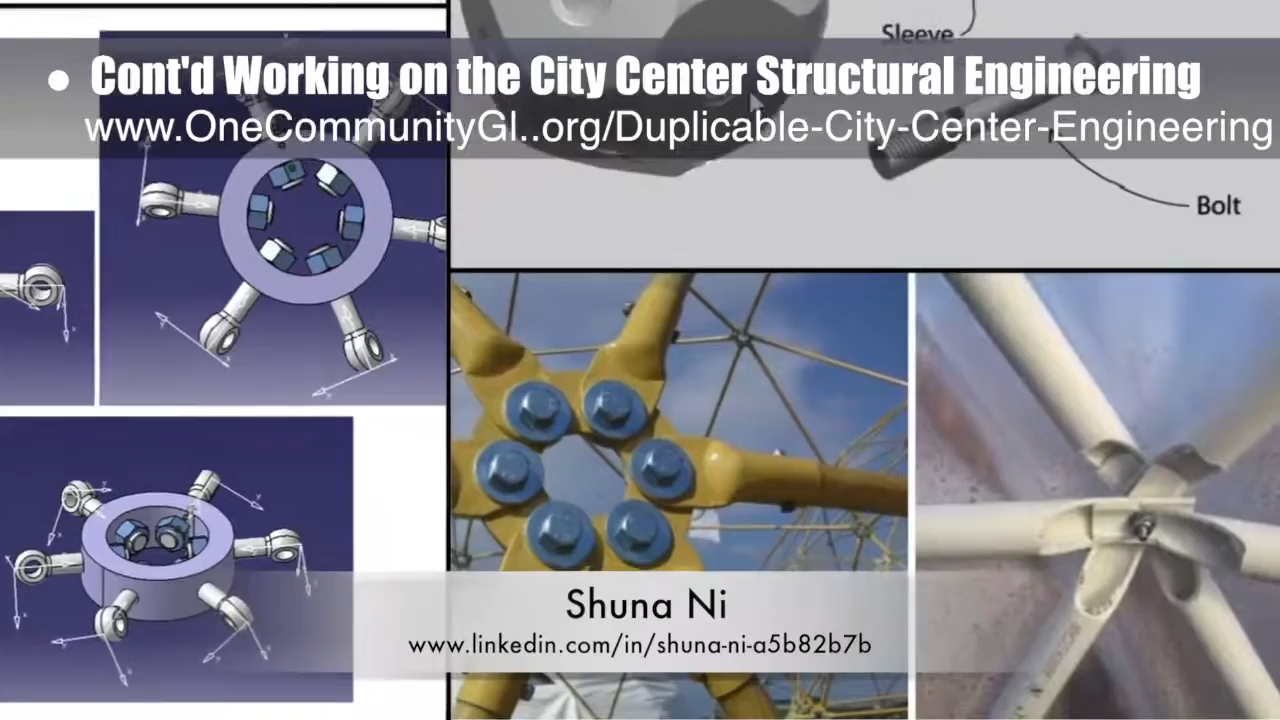 Sleeve
• Cont'd Working on the City Center Structural Engineering
www.OneCommunityGl..org/Duplicable-City-Center-Engineering
Bolt
Shuna Ni
www.linkedin.com/in/shuna-ni-a5b82b7b